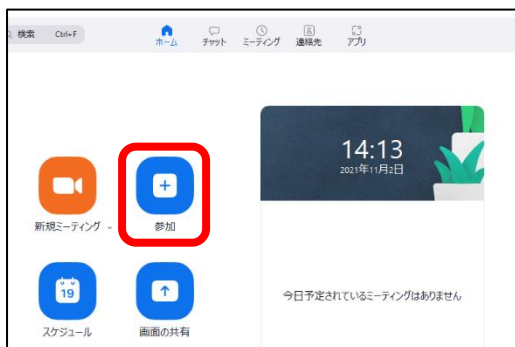 検索 Ctrl+F
ホーム チャット ミーティング 連絡先 アプリ
14:13
2021年11月2日
新規ミーティング 参加
19
スケジュール 画面の共有
今日予定されているミーティングはありません